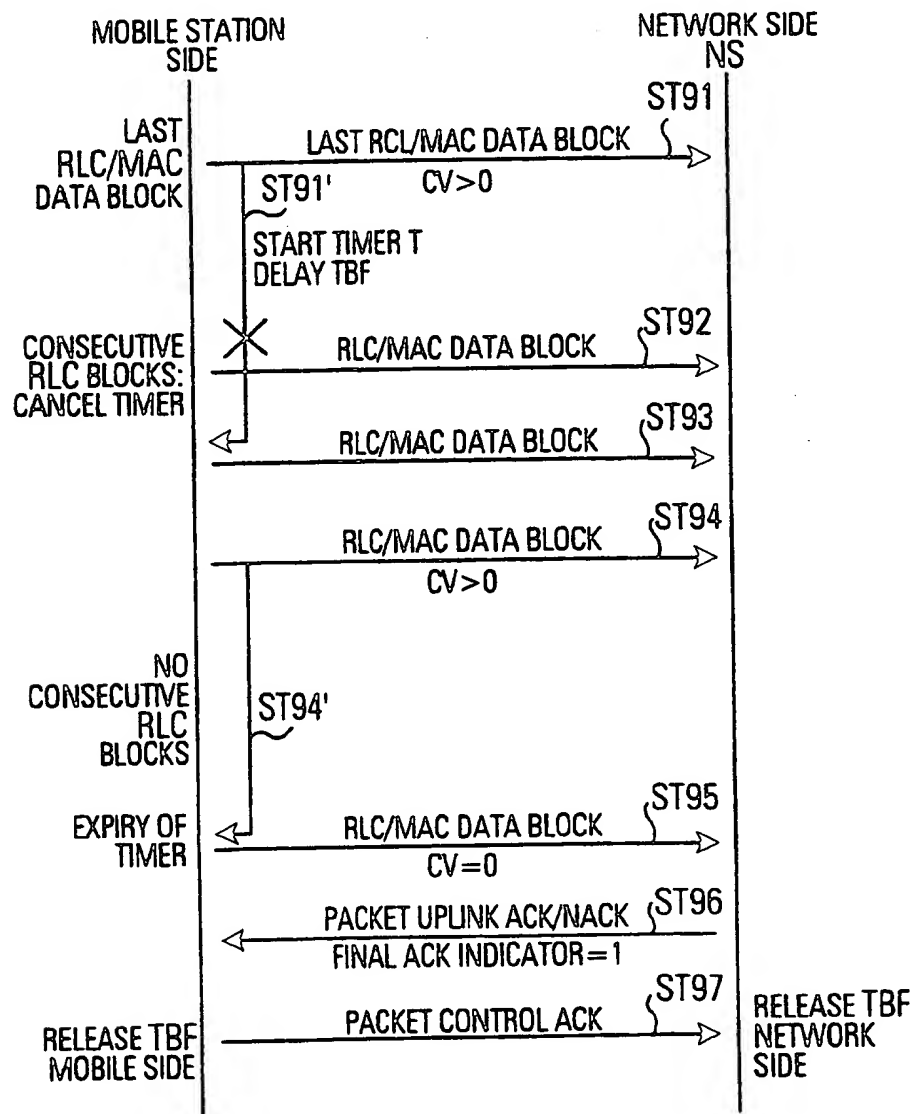 MOBILE STATION
SIDE
NETWORK SIDE
NS
ST91
LAST
RLC/MAC
DATA BLOCK
LAST RCL/MAC DATA BLOCK
CV>0
ST91'
START TIMER T
DELAY TBF
ST92
CONSECUTIVE
RLC BLOCKS:
CANCEL TIMER
RLC/MAC DATA BLOCK
ST93
RLC/MAC DATA BLOCK
ST94
RLC/MAC DATA BLOCK
CV>0
NO
CONSECUTIVE
RLC
BLOCKS
ST94'
ST95
EXPIRY OF
TIMER
RLC/MAC DATA BLOCK
CV=0
ST96
PACKET UPLINK ACK/NACK
FINAL ACK INDICATOR=1
ST97
PACKET CONTROL ACK
RELEASE TBF
MOBILE SIDE
RELEASE TBF
NETWORK
SIDE